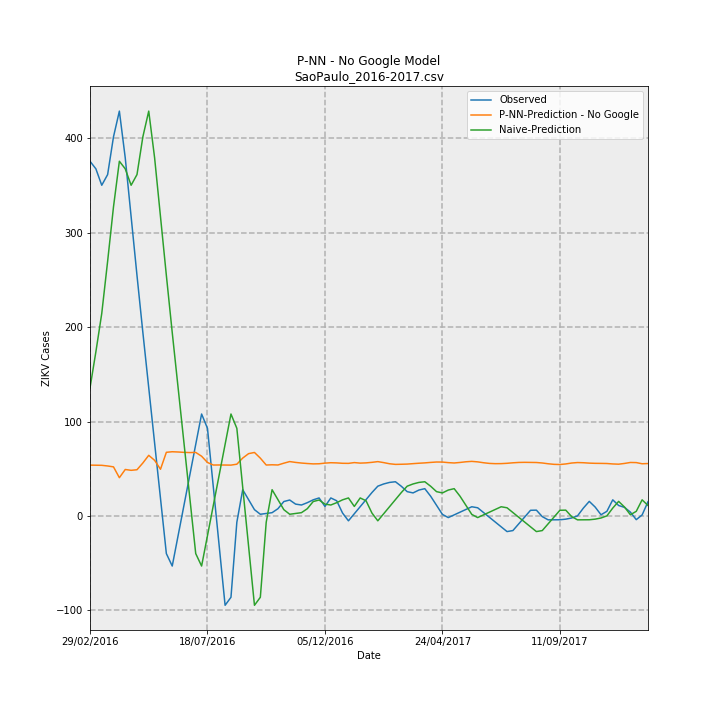 P-NN - No Google Model
SaoPaulo_2016-2017.csv
Observed
P-NN-Prediction - No Google
Naive-Prediction
ZIKV Cases
400
300
200
100
0
−100
29/02/2016
18/07/2016
05/12/2016
24/04/2017
11/09/2017
Date